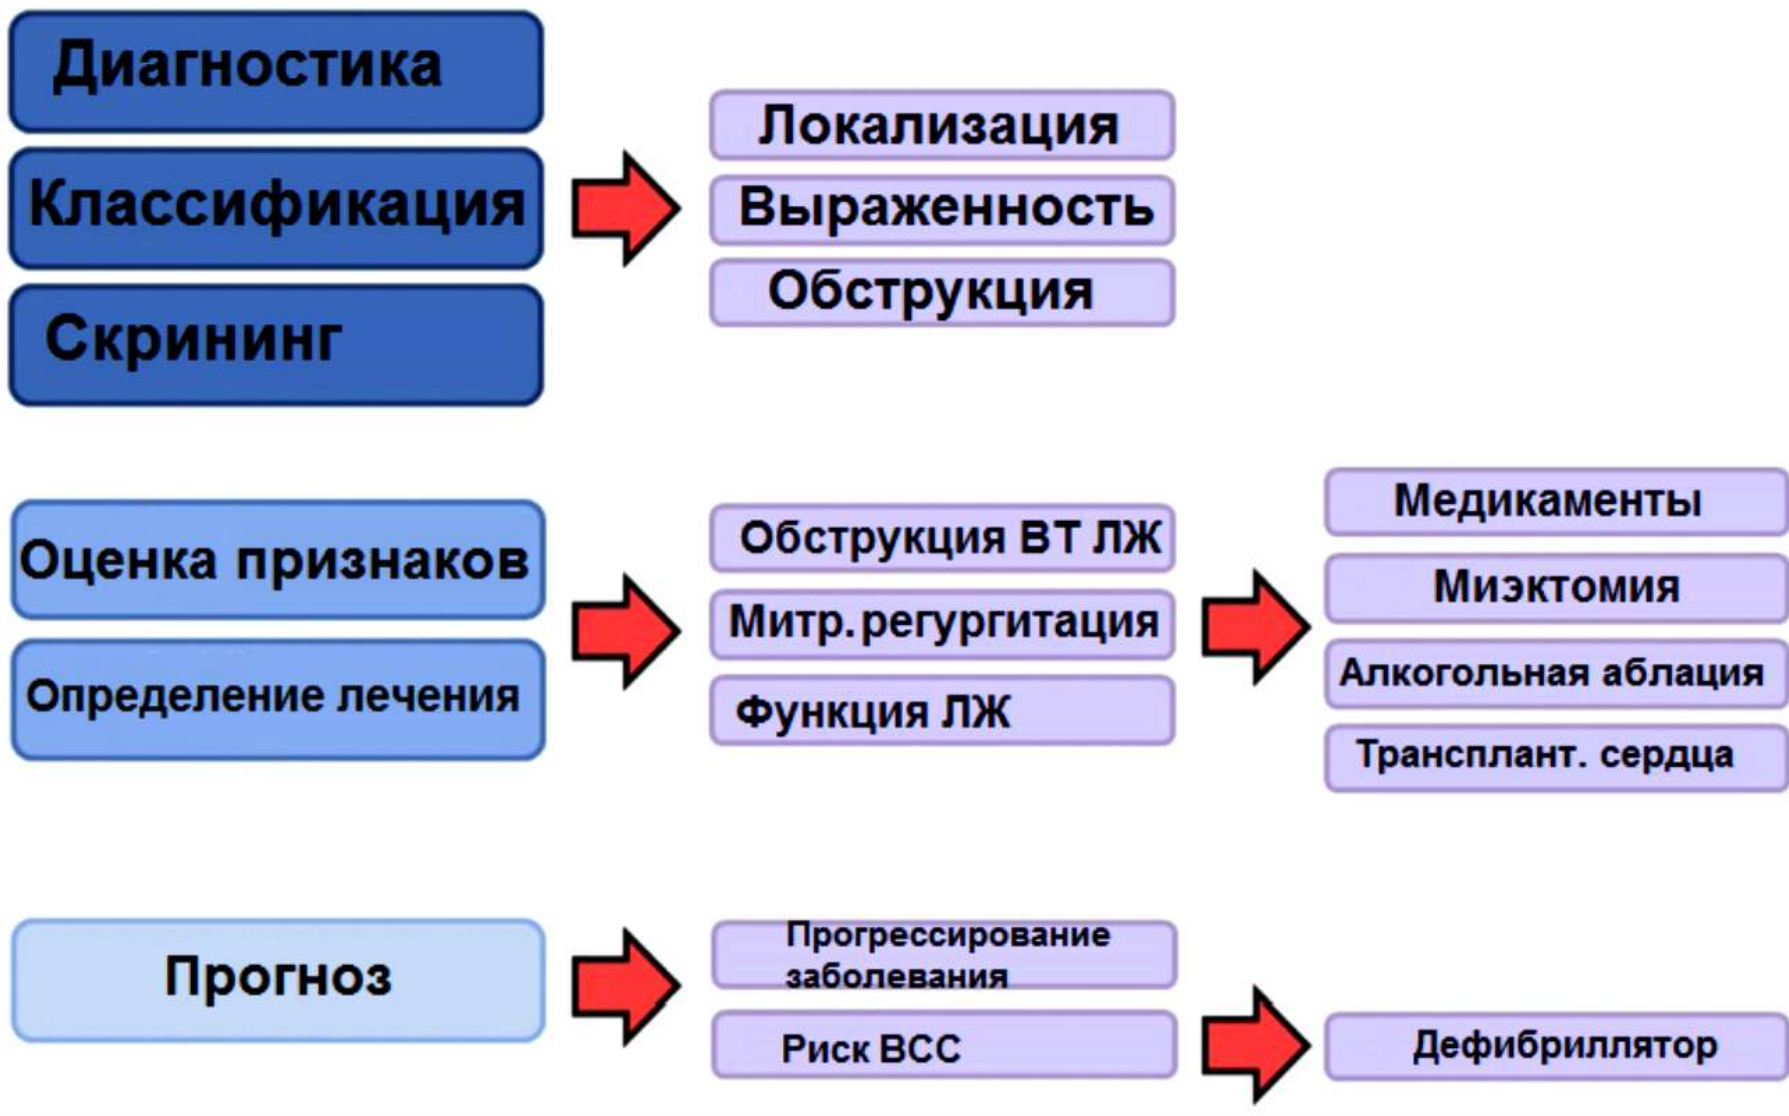 Диагностика
Классификация
Скрининг
Локализация
Выраженность
Обструкция
Оценка признаков
Определение лечения
Обструкция ВТ ЛЖ
Митр.регургитация
Функция ЛЖ
Медикаменты
Миэктомия
Алкогольная аблация
Трансплант. сердца
Прогноз
Прогрессирование
заболевания
Риск ВСС
Дефибриллятор